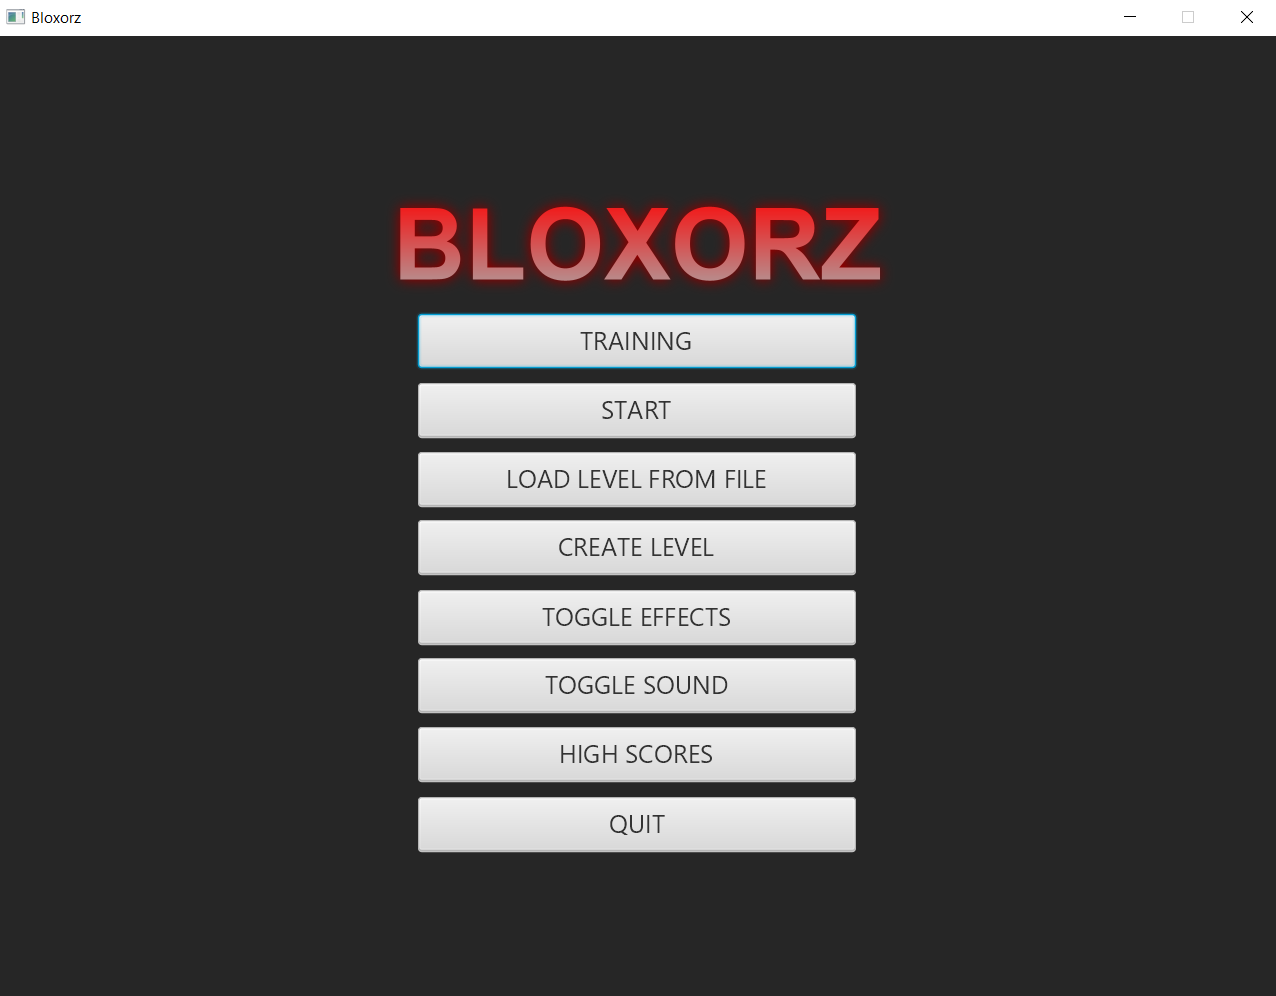 Bloxorz
BLOXORZ
TRAINING
START
LOAD LEVEL FROM FILE
CREATE LEVEL
TOGGLE EFFECTS
TOGGLE SOUND
HIGH SCORES
QUIT